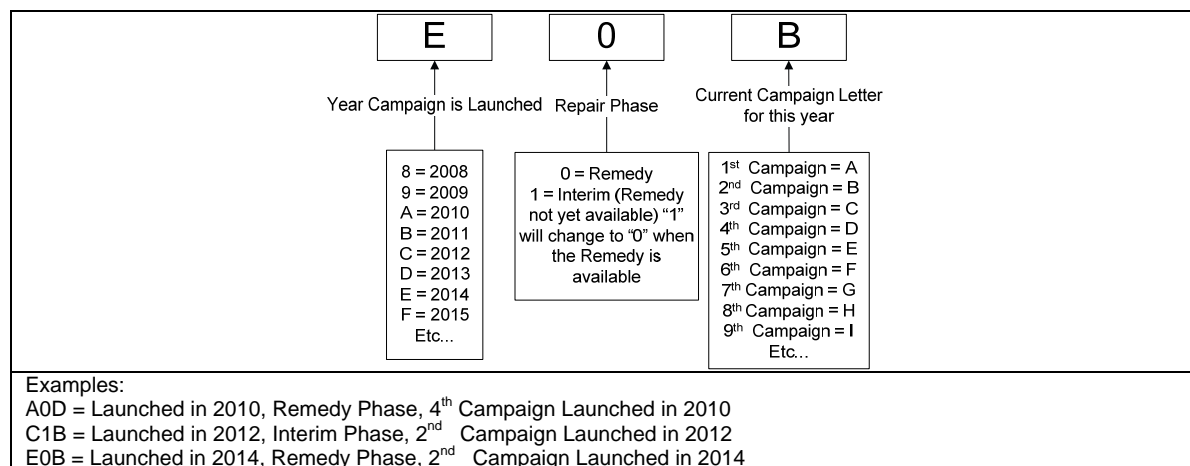 E 0 B
Year Campaign is Launched
Repair Phase
Current Campaign Letter
for this year
8 = 2008
9 = 2009
A = 2010
B = 2011
C = 2012
D = 2013
E = 2014
F = 2015
Etc...
0 = Remedy
1 = Interim (Remedy
not yet available) “1”
will change to “0” when
the Remedy is
available
1st Campaign = A
2nd Campaign = B
3rd Campaign = C
4th Campaign = D
5th Campaign = E
6th Campaign = F
7th Campaign = G
8th Campaign = H
9th Campaign = I
Etc...
Examples:
A0D = Launched in 2010, Remedy Phase, 4th Campaign Launched in 2010
C1B = Launched in 2012, Interim Phase, 2nd Campaign Launched in 2012
E0B = Launched in 2014, Remedy Phase, 2nd Campaign Launched in 2014